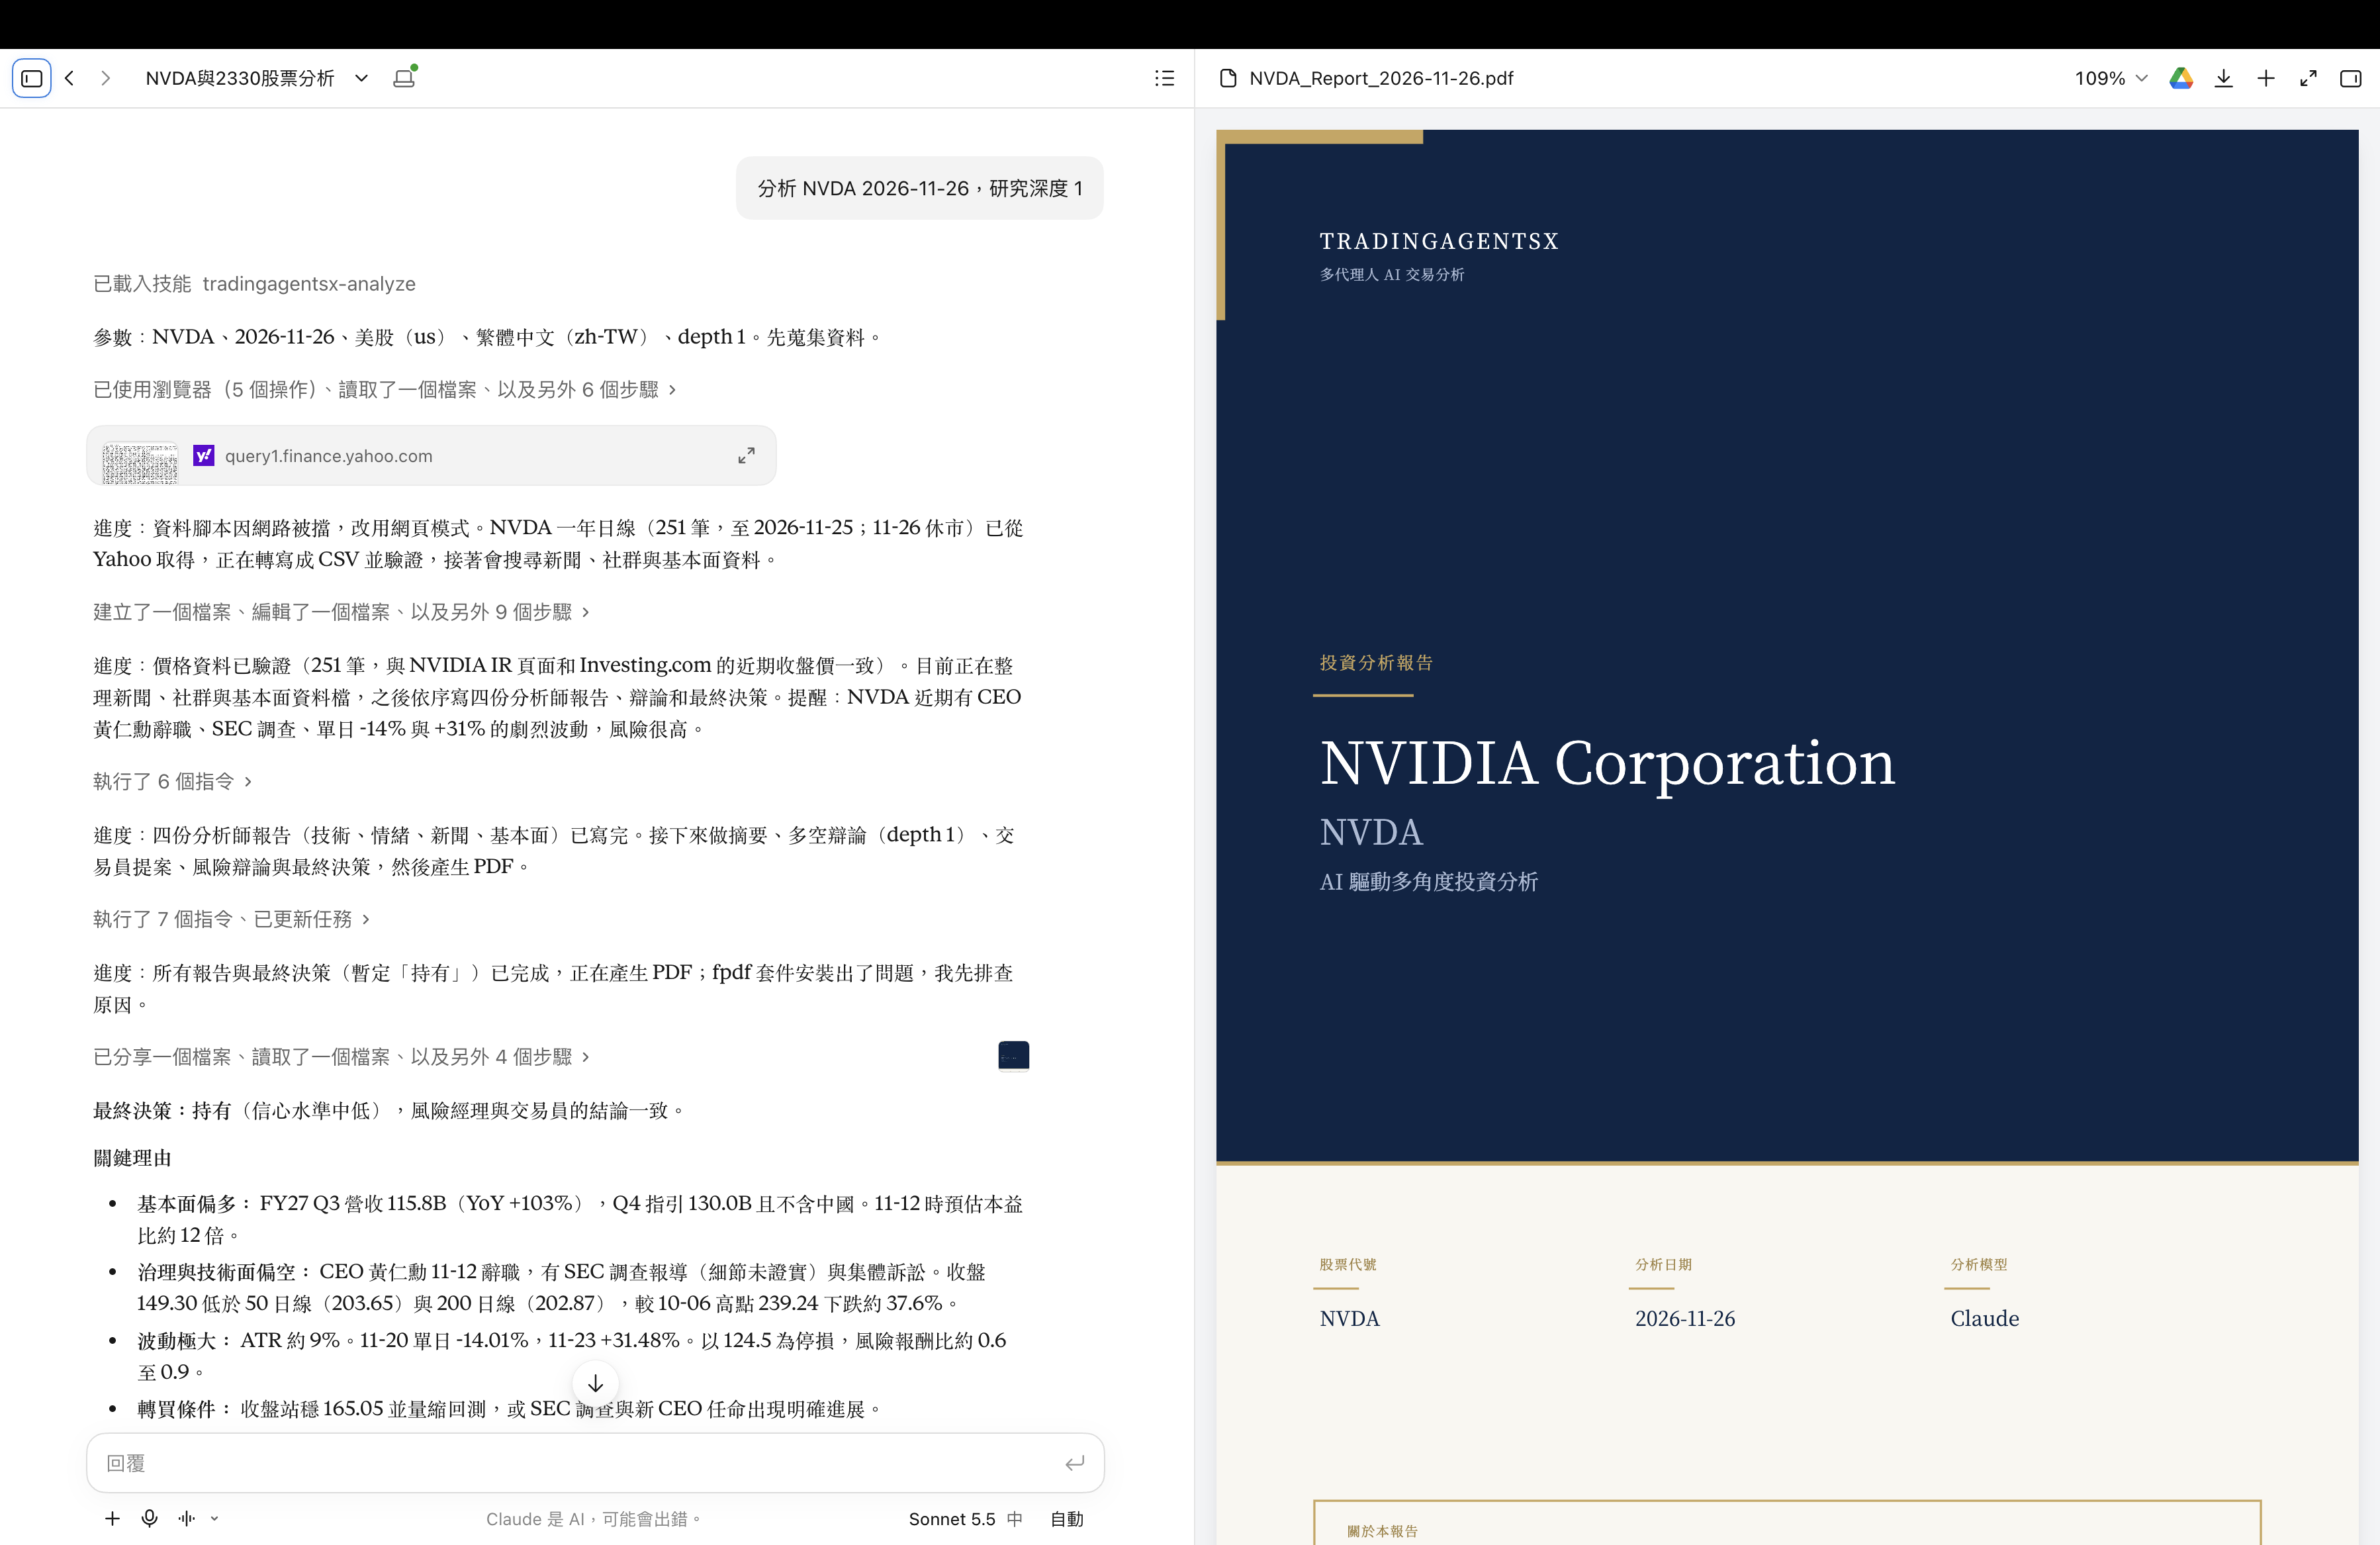 NVDA與2330股票分析
分析 NVDA 2026-11-26，研究深度 1
已載入技能 tradingagentsx-analyze
參數：NVDA、2026-11-26、美股（us）、繁體中文（zh-TW）、depth 1。先蒐集資料。
已使用瀏覽器（5 個操作）、讀取了一個檔案、以及另外 6 個步驟
query1.finance.yahoo.com
進度：資料腳本因網路被擋，改用網頁模式。NVDA 一年日線（251 筆，至 2026-11-25；11-26 休市）已從
Yahoo 取得，正在轉寫成 CSV 並驗證，接著會搜尋新聞、社群與基本面資料。
建立了一個檔案、編輯了一個檔案、以及另外 9 個步驟
進度：價格資料已驗證（251 筆，與 NVIDIA IR 頁面和 Investing.com 的近期收盤價一致）。目前正在整
理新聞、社群與基本面資料檔，之後依序寫四份分析師報告、辯論和最終決策。提醒：NVDA 近期有 CEO
黃仁勳辭職、SEC 調查、單日 -14% 與 +31% 的劇烈波動，風險很高。
執行了 6 個指令
進度：四份分析師報告（技術、情緒、新聞、基本面）已寫完。接下來做摘要、多空辯論（depth 1）、交
易員提案、風險辯論與最終決策，然後產生 PDF。
執行了 7 個指令、已更新任務
進度：所有報告與最終決策（暫定「持有」）已完成，正在產生 PDF；fpdf 套件安裝出了問題，我先排查
原因。
已分享一個檔案、讀取了一個檔案、以及另外 4 個步驟
最終決策：持有（信心水準中低），風險經理與交易員的結論一致。
關鍵理由
• 基本面偏多： FY27 Q3 營收 115.8B（YoY +103%），Q4 指引 130.0B 且不含中國。11-12 時預估本益
比約 12 倍。
• 治理與技術面偏空： CEO 黃仁勳 11-12 辭職，有 SEC 調查報導（細節未證實）與集體訴訟。收盤
149.30 低於 50 日線（203.65）與 200 日線（202.87），較 10-06 高點 239.24 下跌約 37.6%。
• 波動極大： ATR 約 9%。11-20 單日 -14.01%，11-23 +31.48%。以 124.5 為停損，風險報酬比約 0.6
至 0.9。
• 轉買條件： 收盤站穩 165.05 並量縮回測，或 SEC 調查與新 CEO 任命出現明確進展。
回覆
Claude 是 AI，可能會出錯。
Sonnet 5.5 中 自動
NVDA_Report_2026-11-26.pdf
109%
TRADINGAGENTSX
多代理人 AI 交易分析
投資分析報告
NVIDIA Corporation
NVDA
AI 驅動多角度投資分析
股票代號 分析日期 分析模型
NVDA 2026-11-26 Claude
關於本報告